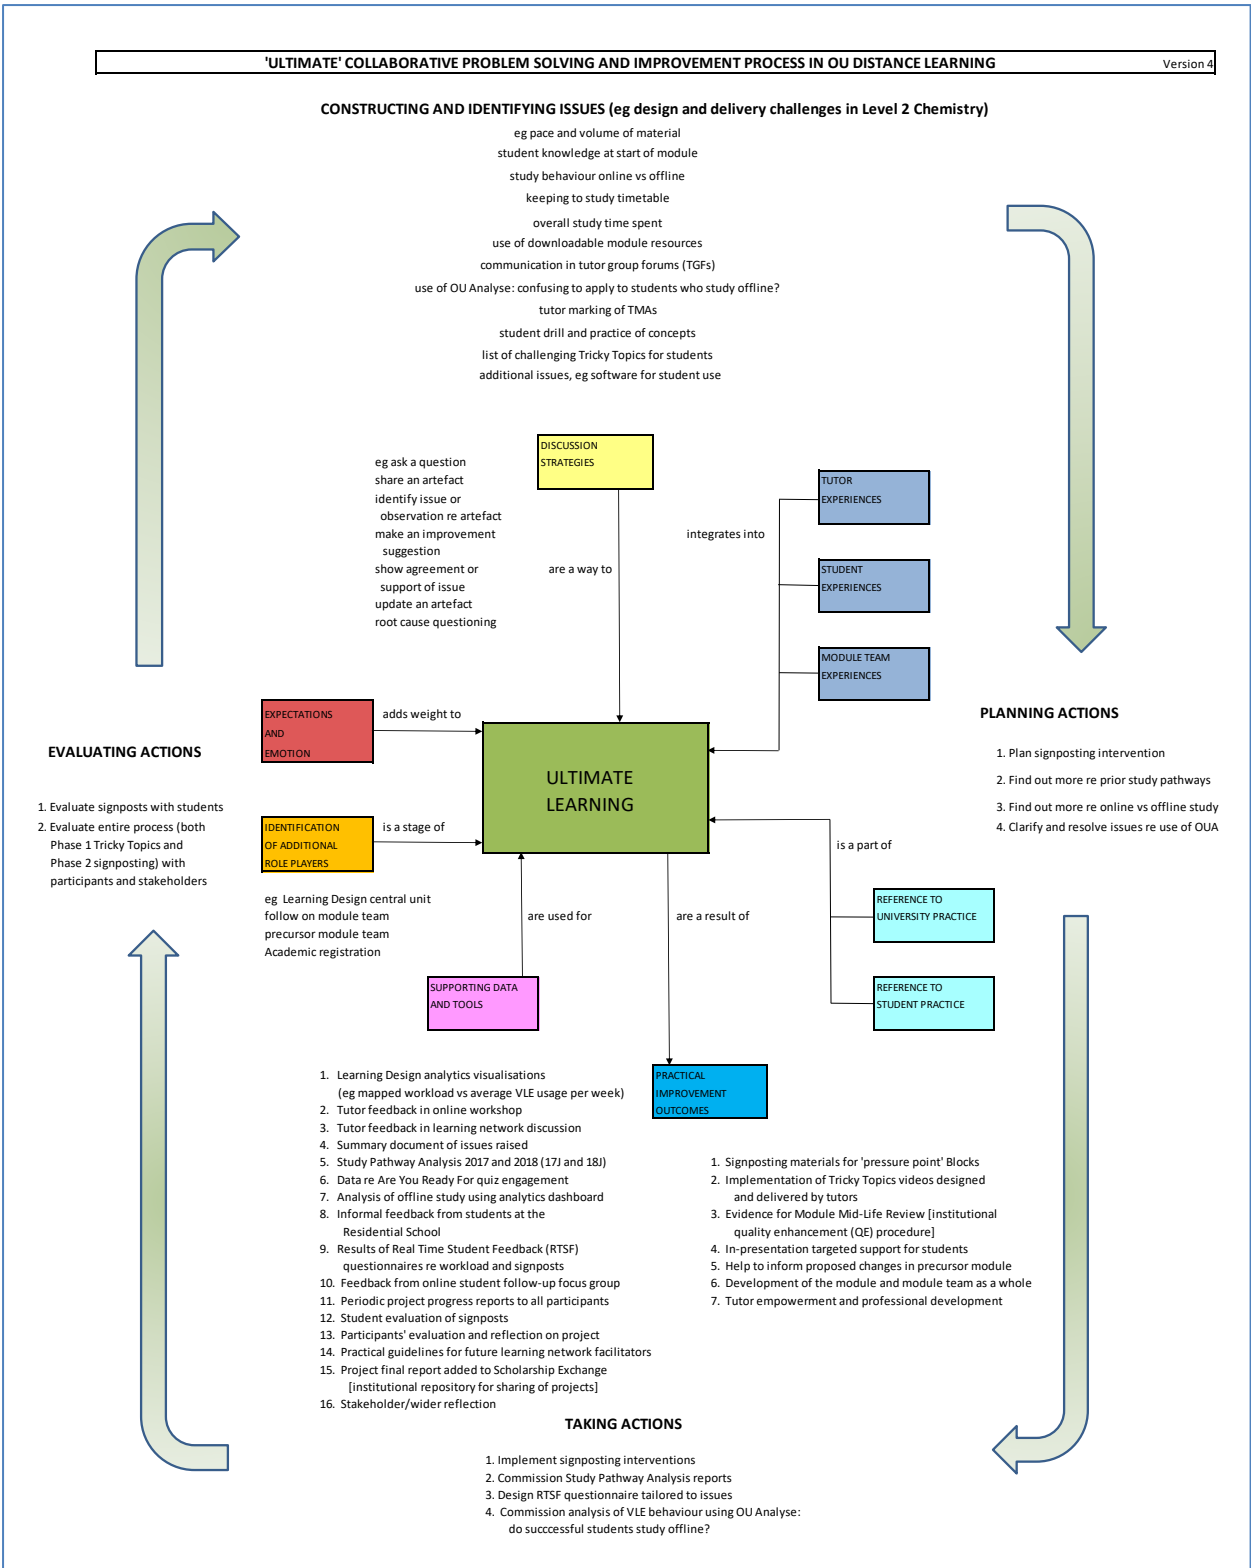 'ULTIMATE' COLLABORATIVE PROBLEM SOLVING AND IMPROVEMENT PROCESS IN OU DISTANCE LEARNING
Version 4
CONSTRUCTING AND IDENTIFYING ISSUES (eg design and delivery challenges in Level 2 Chemistry)
eg pace and volume of material
student knowledge at start of module
study behaviour online vs offline
keeping to study timetable
overall study time spent
use of downloadable module resources
communication in tutor group forums (TGFs)
use of OU Analyse: confusing to apply to students who study offline?
tutor marking of TMAs
student drill and practice of concepts
list of challenging Tricky Topics for students
additional issues, eg software for student use
DISCUSSION
STRATEGIES
eg ask a question
share an artefact
identify issue or
observation re artefact
make an improvement
suggestion
show agreement or
support of issue
update an artefact
root cause questioning
are a way to
integrates into
TUTOR
EXPERIENCES
STUDENT
EXPERIENCES
MODULE TEAM
EXPERIENCES
EXPECTATIONS
AND
EMOTION
adds weight to
ULTIMATE
LEARNING
PLANNING ACTIONS
1. Plan signposting intervention
2. Find out more re prior study pathways
3. Find out more re online vs offline study
4. Clarify and resolve issues re use of OUA
EVALUATING ACTIONS
1. Evaluate signposts with students
2. Evaluate entire process (both
Phase 1 Tricky Topics and
Phase 2 signposting) with
participants and stakeholders
IDENTIFICATION
OF ADDITIONAL
ROLE PLAYERS
is a stage of
eg Learning Design central unit
follow on module team
precursor module team
Academic registration
are used for
are a result of
is a part of
REFERENCE TO
UNIVERSITY PRACTICE
REFERENCE TO
STUDENT PRACTICE
SUPPORTING DATA
AND TOOLS
PRACTICAL
IMPROVEMENT
OUTCOMES
1. Learning Design analytics visualisations
(eg mapped workload vs average VLE usage per week)
2. Tutor feedback in online workshop
3. Tutor feedback in learning network discussion
4. Summary document of issues raised
5. Study Pathway Analysis 2017 and 2018 (17J and 18J)
6. Data re Are You Ready For quiz engagement
7. Analysis of offline study using analytics dashboard
8. Informal feedback from students at the
Residential School
9. Results of Real Time Student Feedback (RTSF)
questionnaires re workload and signposts
10. Feedback from online student follow-up focus group
11. Periodic project progress reports to all participants
12. Student evaluation of signposts
13. Participants' evaluation and reflection on project
14. Practical guidelines for future learning network facilitators
15. Project final report added to Scholarship Exchange
[institutional repository for sharing of projects]
16. Stakeholder/wider reflection
1. Signposting materials for 'pressure point' Blocks
2. Implementation of Tricky Topics videos designed
and delivered by tutors
3. Evidence for Module Mid-Life Review [institutional
quality enhancement (QE) procedure]
4. In-presentation targeted support for students
5. Help to inform proposed changes in precursor module
6. Development of the module and module team as a whole
7. Tutor empowerment and professional development
TAKING ACTIONS
1. Implement signposting interventions
2. Commission Study Pathway Analysis reports
3. Design RTSF questionnaire tailored to issues
4. Commission analysis of VLE behaviour using OU Analyse:
do succcessful students study offline?